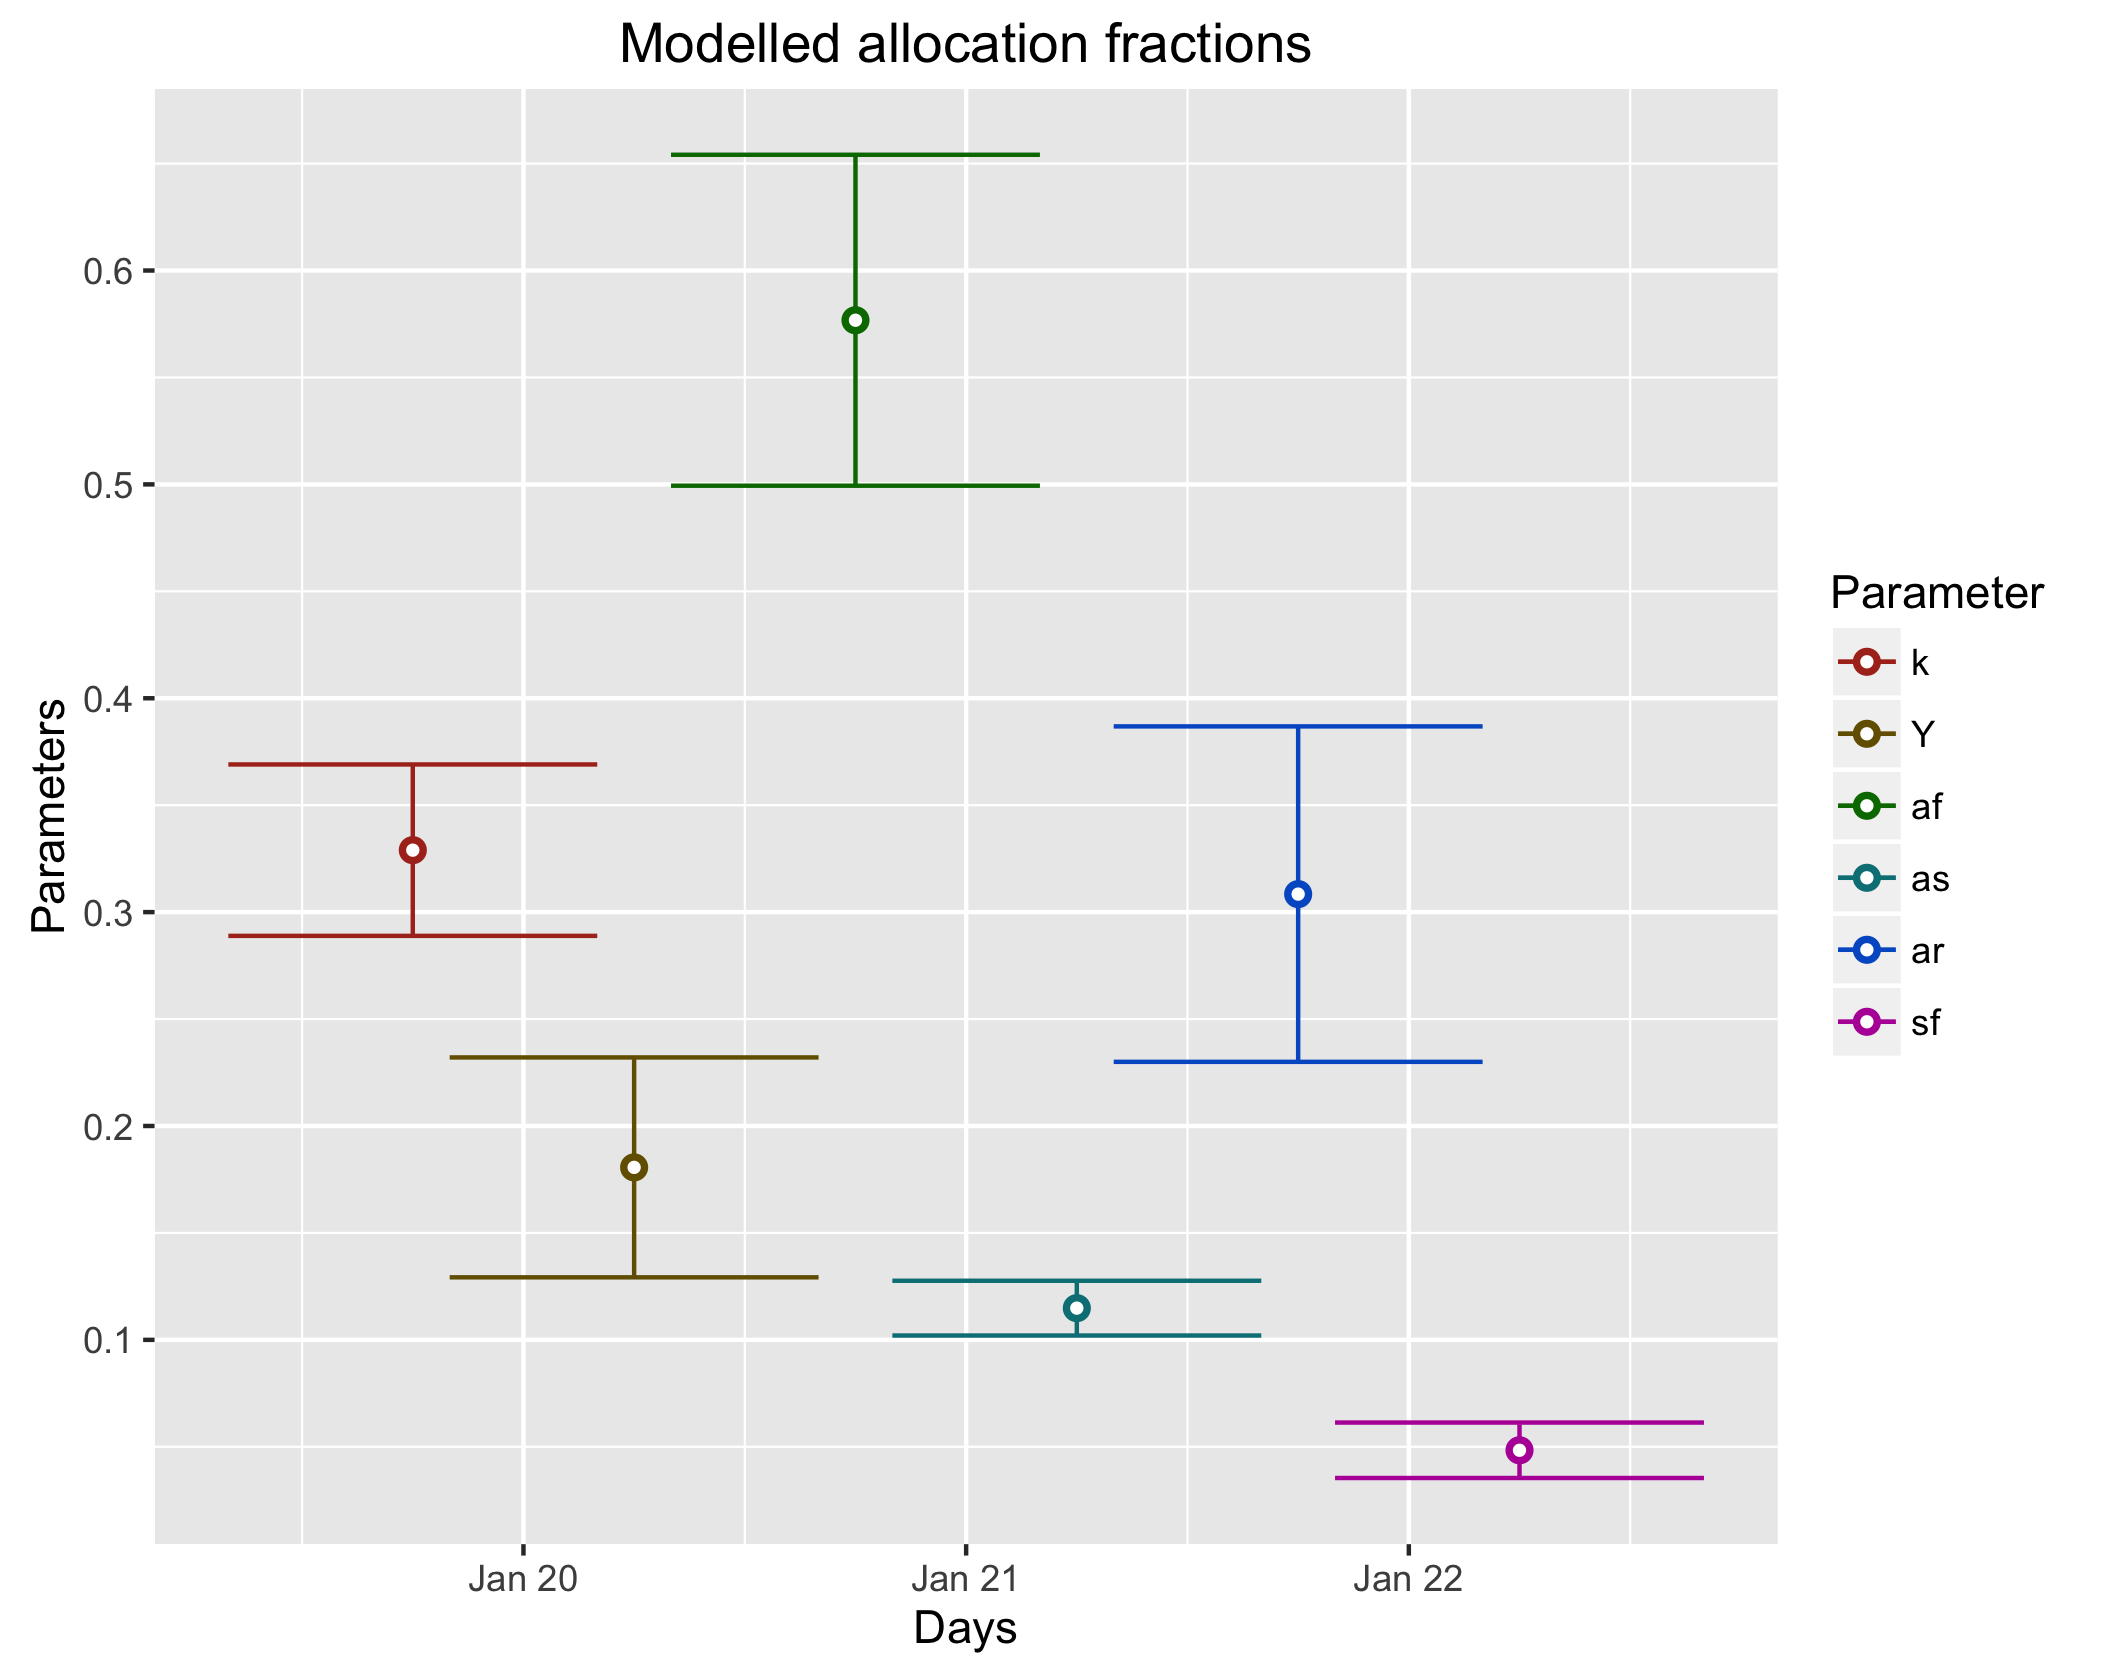 Modelled allocation fractions
Parameters
0.6
0.5
0.4
0.3
0.2
0.1
Jan 20
Jan 21
Jan 22
Days
Parameter
k
Y
af
as
ar
sf